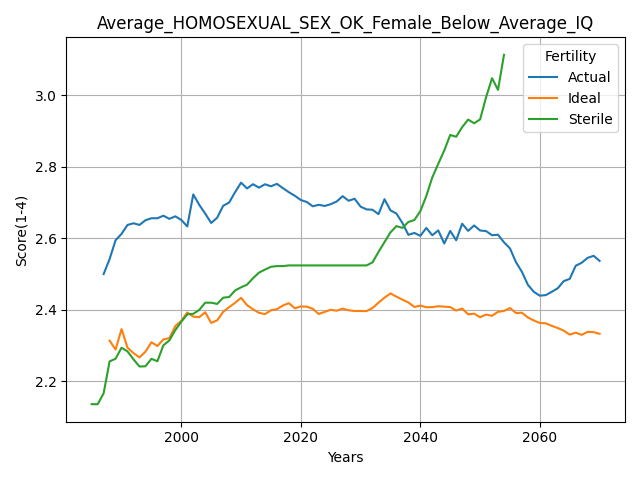 Average_HOMOSEXUAL_SEX_OK_Female_Below_Average_IQ
Fertility
Actual
Ideal
Sterile
Score(1-4)
3.0
2.8
2.6
2.4
2.2
2000 2020 2040 2060
Years